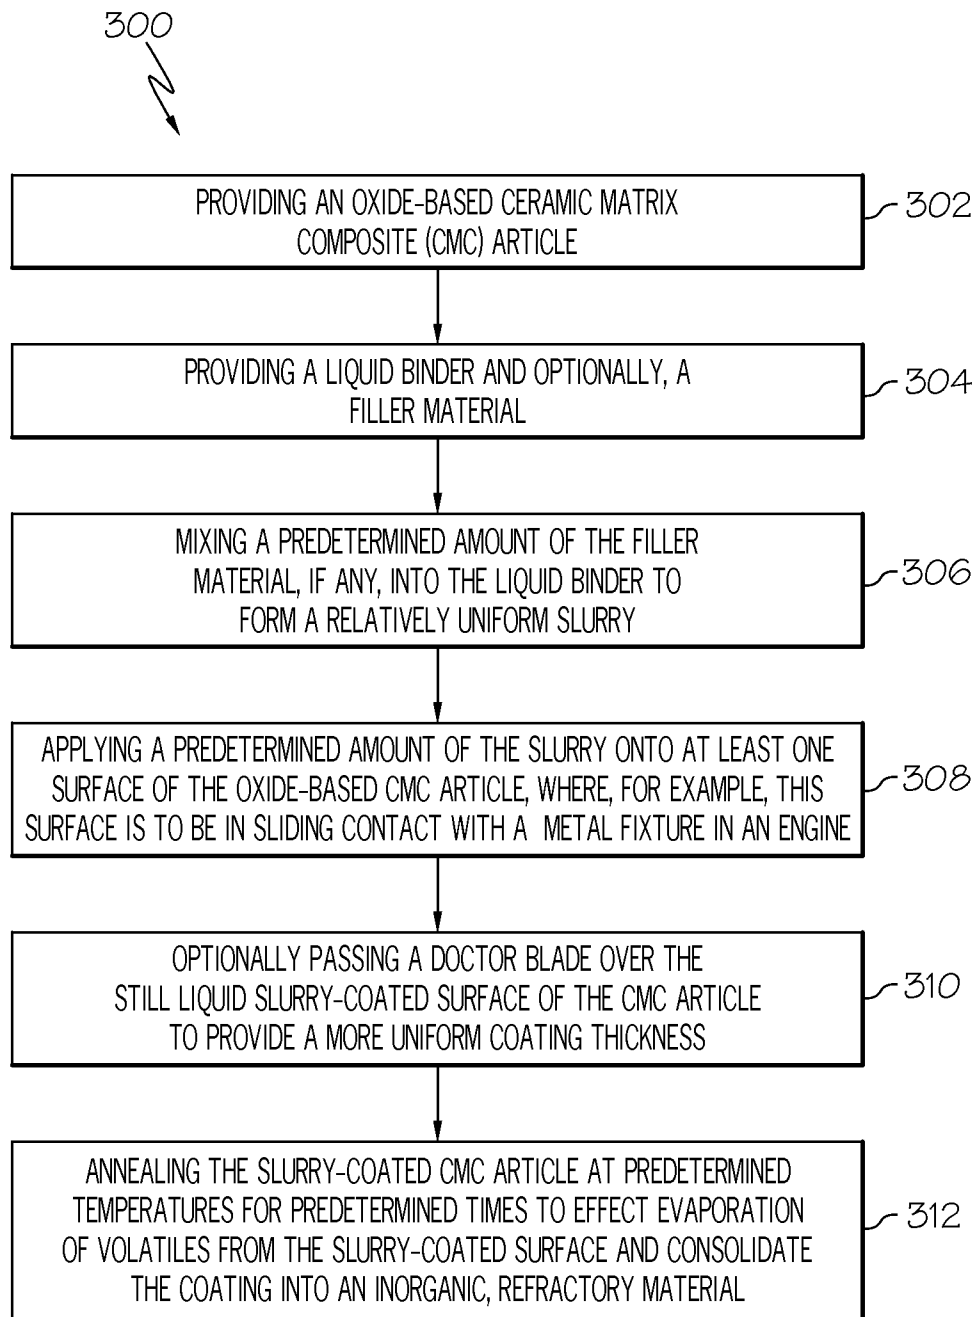 300
PROVIDING AN OXIDE-BASED CERAMIC MATRIX
COMPOSITE (CMC) ARTICLE
302
PROVIDING A LIQUID BINDER AND OPTIONALLY, A
FILLER MATERIAL
304
MIXING A PREDETERMINED AMOUNT OF THE FILLER
MATERIAL, IF ANY, INTO THE LIQUID BINDER TO
FORM A RELATIVELY UNIFORM SLURRY
306
APPLYING A PREDETERMINED AMOUNT OF THE SLURRY ONTO AT LEAST ONE
SURFACE OF THE OXIDE-BASED CMC ARTICLE, WHERE, FOR EXAMPLE, THIS
SURFACE IS TO BE IN SLIDING CONTACT WITH A METAL FIXTURE IN AN ENGINE
308
OPTIONALLY PASSING A DOCTOR BLADE OVER THE
STILL LIQUID SLURRY-COATED SURFACE OF THE CMC ARTICLE
TO PROVIDE A MORE UNIFORM COATING THICKNESS
310
ANNEALING THE SLURRY-COATED CMC ARTICLE AT PREDETERMINED
TEMPERATURES FOR PREDETERMINED TIMES TO EFFECT EVAPORATION
OF VOLATILES FROM THE SLURRY-COATED SURFACE AND CONSOLIDATE
THE COATING INTO AN INORGANIC, REFRACTORY MATERIAL
312